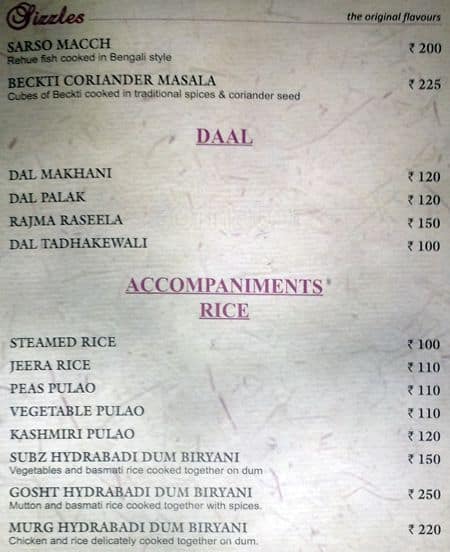 Sizzles the original flavours
SARSO MACCH ₹ 200
Rehue fish cooked in Bengali style
BECKTI CORIANDER MASALA ₹ 225
Cubes of Beckti cooked in traditional spices & coriander seed
DAAL
DAL MAKHANI ₹ 120
DAL PALAK ₹ 120
RAJMA RASEELA ₹ 150
DAL TADHAKEWALI ₹ 100
ACCOMPANIMENTS
RICE
STEAMED RICE ₹ 100
JEERA RICE ₹ 110
PEAS PULAO ₹ 110
VEGETABLE PULAO ₹ 110
KASHMIRI PULAO ₹ 120
SUBZ HYDRABADI DUM BIRYANI ₹ 150
Vegetables and basmati rice cooked together on dum
GOSHT HYDRABADI DUM BIRYANI ₹ 250
Mutton and basmati rice cooked together with spices.
MURG HYDRABADI DUM BIRYANI ₹ 220
Chicken and rice delicately cooked together on dum.